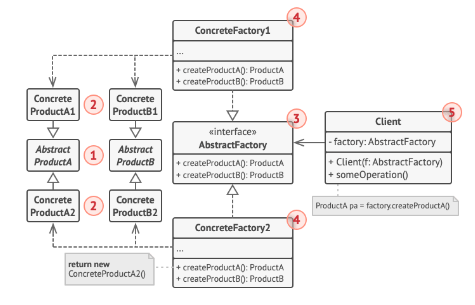 ConcreteFactory1
4
...
+ createProductA(): ProductA
+ createProductB(): ProductB
Concrete
ProductA1
2
Concrete
ProductB1
Abstract
ProductA
1
Abstract
ProductB
Concrete
ProductA2
2
Concrete
ProductB2
3
«interface»
AbstractFactory
+ createProductA(): ProductA
+ createProductB(): ProductB
5
Client
- factory: AbstractFactory
+ Client(f: AbstractFactory)
+ someOperation()
ProductA pa = factory.createProductA()
4
ConcreteFactory2
...
+ createProductA(): ProductA
+ createProductB(): ProductB
return new
ConcreteProductA2()